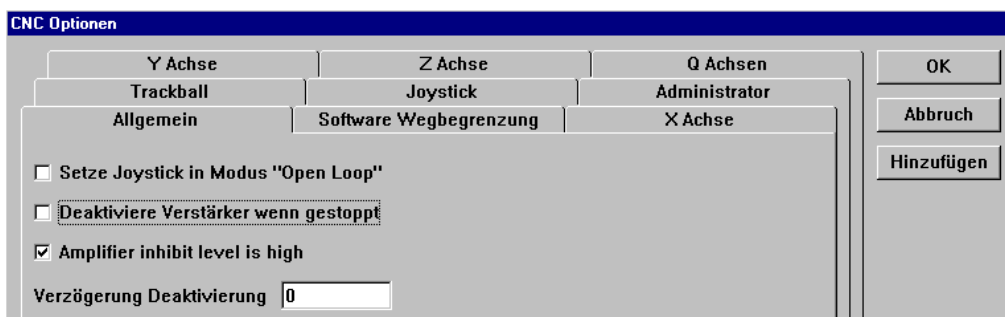 CNC Optionen
Y Achse Z Achse Q Achsen
Trackball Joystick Administrator
Allgemein Software Wegbegrenzung X Achse
OK
Abbruch
Hinzufügen
Setze Joystick in Modus "Open Loop"
Deaktiviere Verstärker wenn gestoppt
Amplifier inhibit level is high
Verzögerung Deaktivierung 0